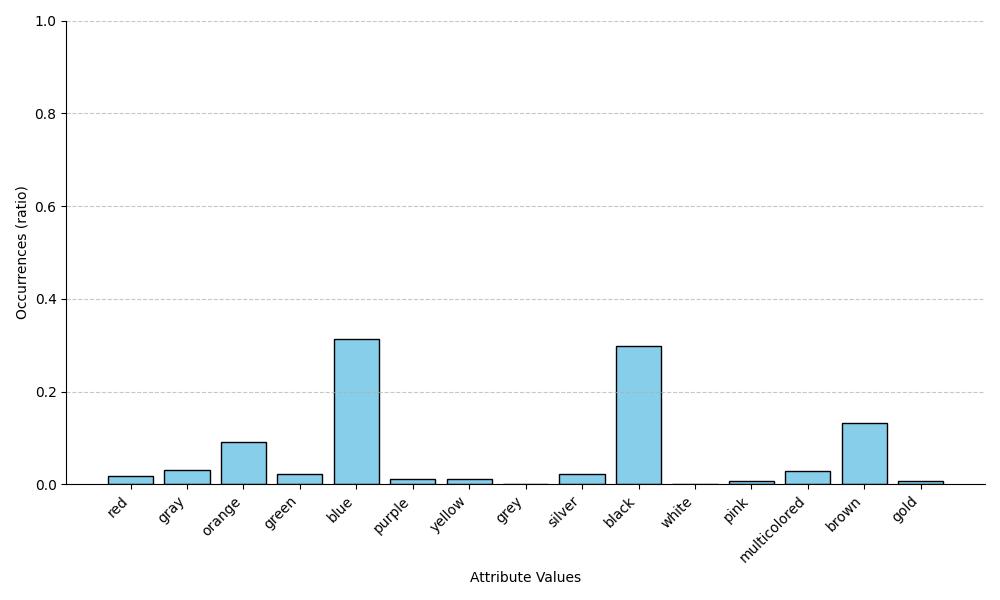 1.0
0.8
0.6
0.4
0.2
0.0
Occurrences (ratio)
red
gray
orange
green
blue
purple
yellow
grey
silver
black
white
pink
multicolored
brown
gold
Attribute Values